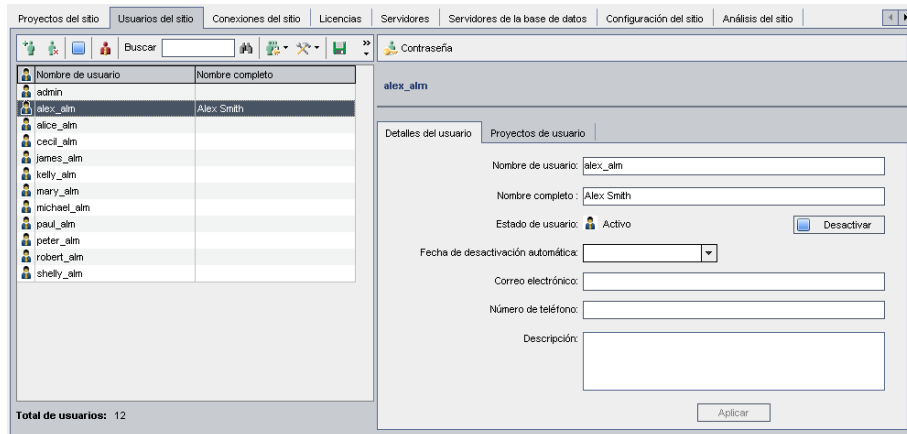 Proyectos del sitio Usuarios del sitio Conexiones del sitio Licencias Servidores Servidores de la base de datos Configuración del sitio Análisis del sitio
Buscar
Contraseña
Nombre de usuario Nombre completo
admin
alex_alm Alex Smith
alice_alm
cecil_alm
james_alm
kelly_alm
mary_alm
michael_alm
paul_alm
peter_alm
robert_alm
shelly_alm
Total de usuarios: 12
alex_alm
Detalles del usuario Proyectos de usuario
Nombre de usuario: alex_alm
Nombre completo : Alex Smith
Estado de usuario: Activo Desactivar
Fecha de desactivación automática:
Correo electrónico:
Número de teléfono:
Descripción:
Aplicar